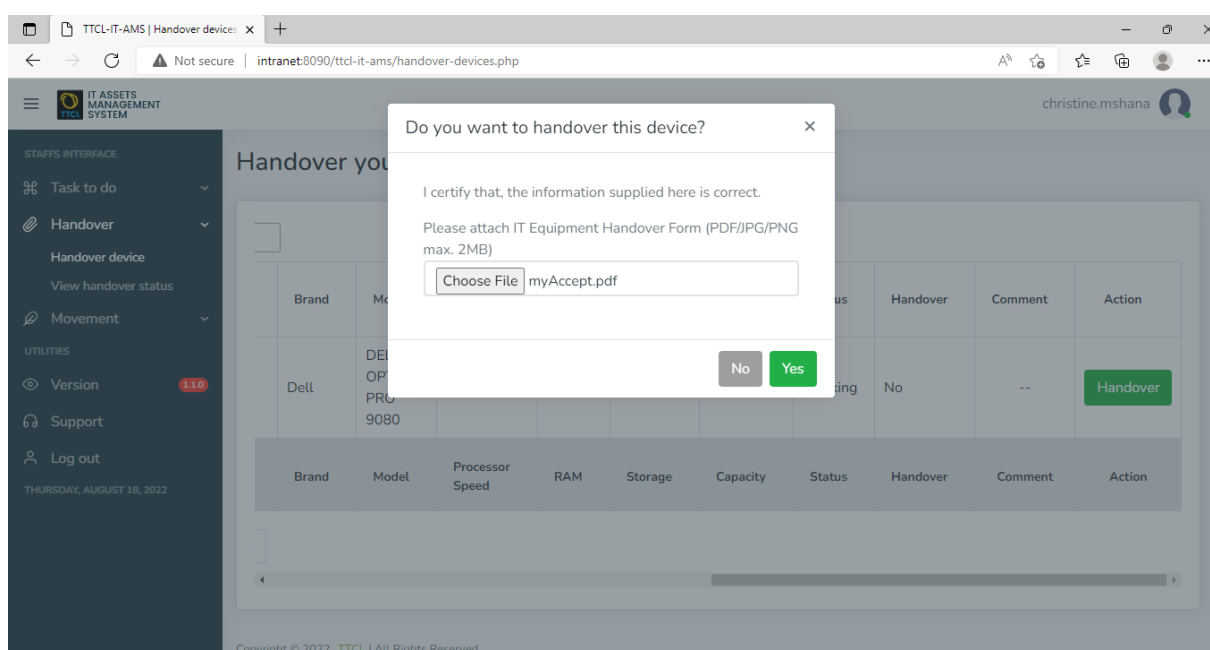 TTCL-IT-AMS | Handover devices
Not secure
intranet:8090/ttcl-it-ams/handover-devices.php
TTCL
IT ASSETS
MANAGEMENT
SYSTEM
christine.mshana
STAFFS INTERFACE
Task to do
Handover
Handover device
View handover status
Movement
UTILITIES
Version 1.1.0
Support
Log out
THURSDAY, AUGUST 18, 2022
Handover you
Do you want to handover this device?
I certify that, the information supplied here is correct.
Please attach IT Equipment Handover Form (PDF/JPG/PNG
max. 2MB)
Choose File myAccept.pdf
No Yes
Brand Handover Comment Action
Dell
PRO
9080
No -- Handover
Brand Model Processor Speed RAM Storage Capacity Status Handover Comment Action
Copyright © 2022 TTCL | All Rights Reserved